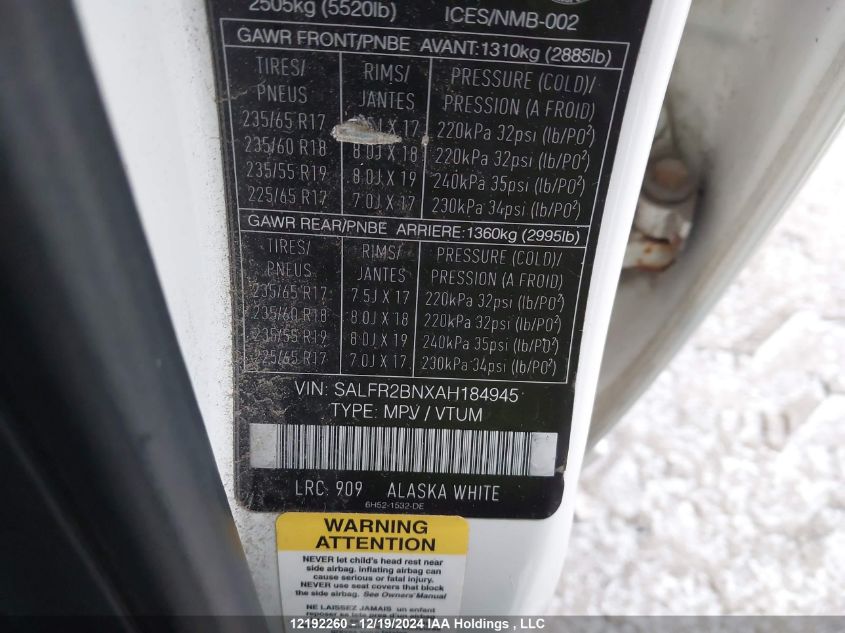 2505kg (5520lb) ICES/NMB-002
GAWR FRONT/PNBE AVANT:1310kg (2885lb)
TIRES/ RIMS/ PRESSURE (COLD)/
PNEUS JANTES PRESSION (A FROID)
235/65 R17 J X 17 220kPa 32psi (lb/PO²)
235/60 R18 8.0J X 18 220kPa 32psi (lb/PO²)
235/55 R19 8.0J X 19 240kPa 35psi (lb/PO²)
225/65 R17 7.0J X 17 230kPa 34psi (lb/PO²)
GAWR REAR/PNBE ARRIERE:1360kg (2995lb)
TIRES/ RIMS/ PRESSURE (COLD)/
PNEUS JANTES PRESSION (A FROID)
235/65 R17 7.5J X 17 220kPa 32psi (lb/PO²)
235/60 R18 8.0J X 18 220kPa 32psi (lb/PO²)
235/55 R19 8.0J X 19 240kPa 35psi (lb/PO²)
225/65 R17 7.0J X 17 230kPa 34psi (lb/PO²)
VIN: SALFR2BNXAH184945
TYPE: MPV / VTUM
LRC: 909 ALASKA WHITE
6H52-1532-DE
WARNING
ATTENTION
NEVER let child's head rest near
side airbag. inflating airbag can
cause serious or fatal injury.
NEVER use seat covers that block
the side airbag. See Owners' Manual
NE LAISSEZ JAMAIS un enfant
reposer sa tete pres d'un airbag
12192260 - 12/19/2024 IAA Holdings , LLC